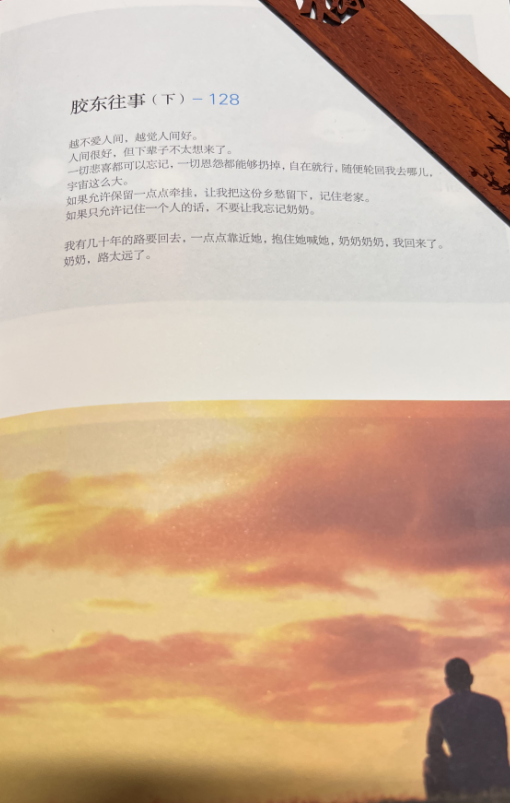 胶东往事（下）– 128
越不爱人间，越觉人间好。
人间很好，但下辈子不太想来了。
一切悲喜都可以忘记，一切恩怨都能够扔掉，自在就行，随便轮回我去哪儿，
宇宙这么大。
如果允许保留一点点牵挂，让我把这份乡愁留下，记住老家。
如果只允许记住一个人的话，不要让我忘记奶奶。
我有几十年的路要回去，一点点靠近她，抱住她喊她，奶奶奶奶，我回来了。
奶奶，路太远了。